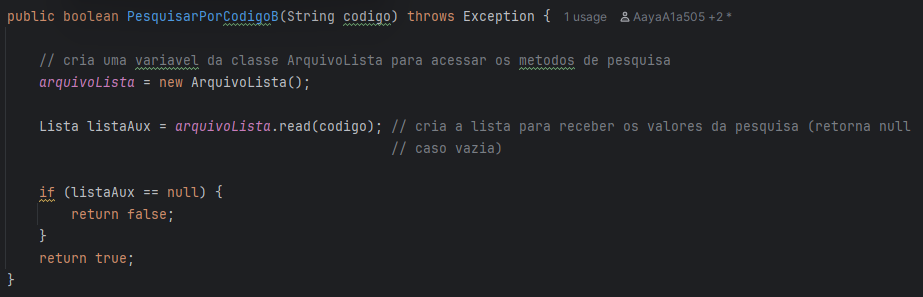 public boolean PesquisarPorCodigoB(String codigo) throws Exception { 1 usage AayaA1a505 +2 *
// cria uma variavel da classe ArquivoLista para acessar os metodos de pesquisa
arquivoLista = new ArquivoLista();
Lista listaAux = arquivoLista.read(codigo); // cria a lista para receber os valores da pesquisa (retorna null
// caso vazia)
if (listaAux == null) {
return false;
}
return true;
}